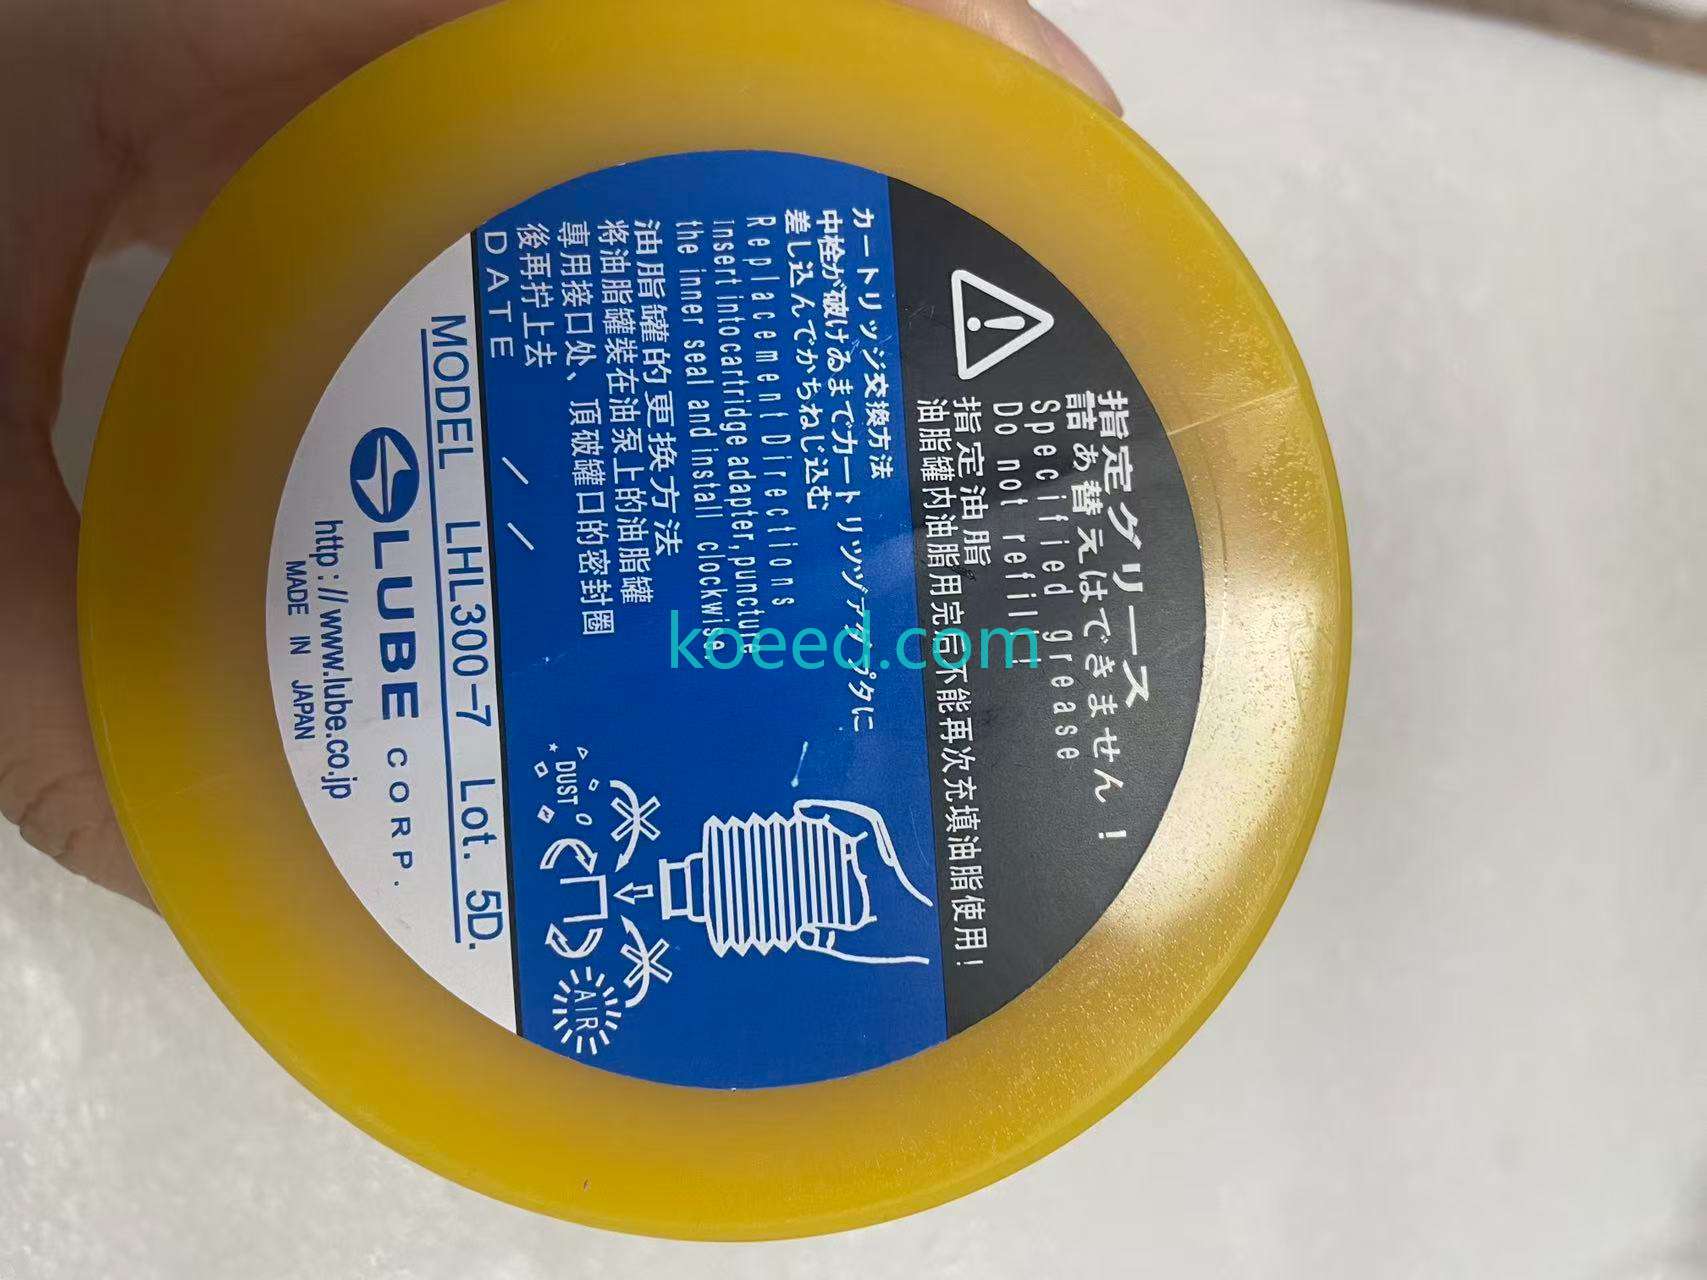 指定グリース
詰め替えはできません！
Specified grease
Do not refill!
指定油脂
油脂罐内油脂用完后不能再次充填油脂使用！
カートリッジ交換方法
中栓が破けるまでカートリッヅアダプタに
差し込んでかちねじ込む
Replacement Directions
Insert into cartridge adapter, puncture
the inner seal and install clockwise.
油脂罐的更换方法
将油脂罐裝在油泵上的油脂罐
專用接口处、頂破罐口的密封圈
後再拧上去
DATE / /
DUST
AIR
MODEL LHL300-7 Lot. 5D.
LUBE CORP.
http://www.lube.co.jp
MADE IN JAPAN
koeed.com